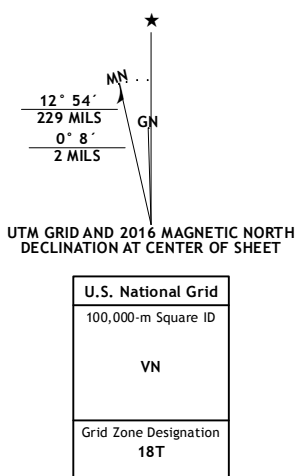 ★
MN
12° 54´
229 MILS
GN
0° 8´
2 MILS
UTM GRID AND 2016 MAGNETIC NORTH
DECLINATION AT CENTER OF SHEET
U.S. National Grid
100,000-m Square ID
VN
Grid Zone Designation
18T